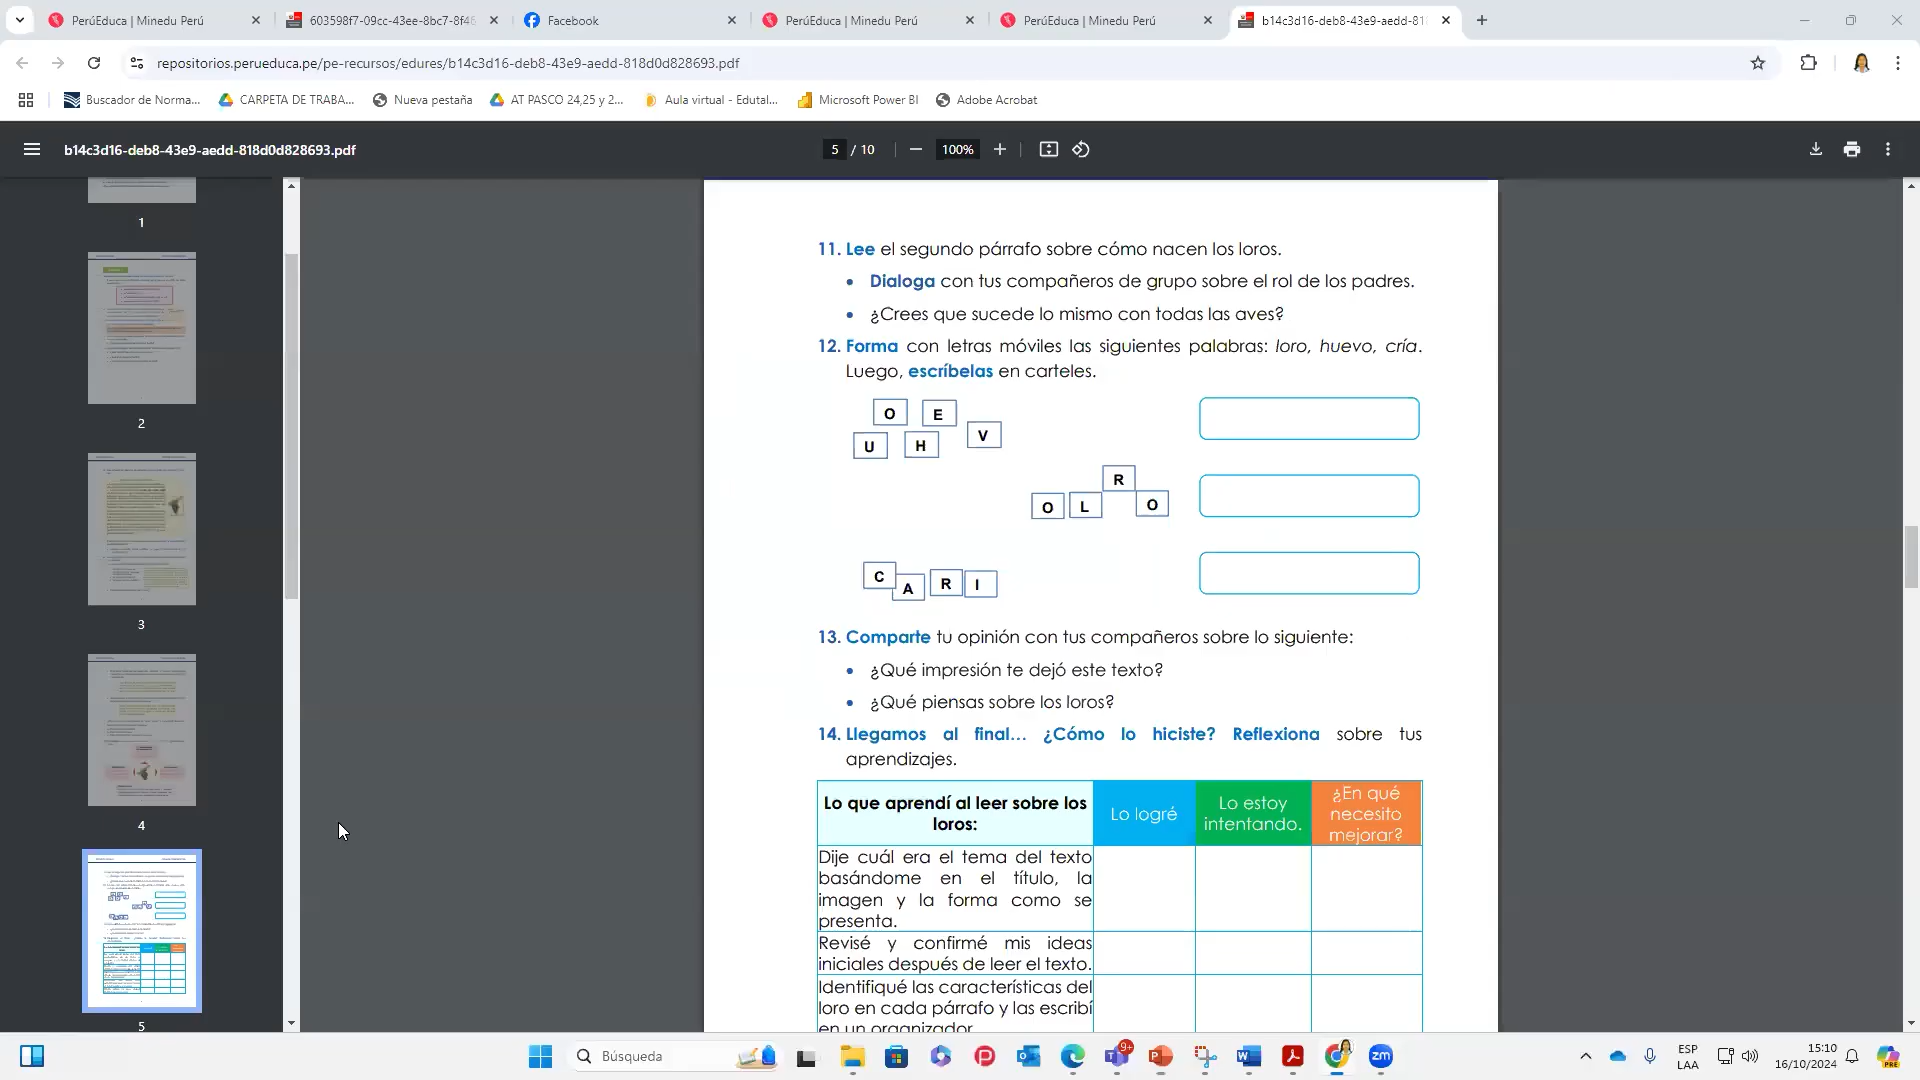 PerúEduca | Minedu Perú
603598f7-09cc-43ee-8bc7-8f46
Facebook
PerúEduca | Minedu Perú
PerúEduca | Minedu Perú
b14c3d16-deb8-43e9-aedd-81
repositorios.perueduca.pe/pe-recursos/edures/b14c3d16-deb8-43e9-aedd-818d0d828693.pdf
Buscador de Norma...
CARPETA DE TRABA...
Nueva pestaña
AT PASCO 24,25 y 2...
Aula virtual - Edutal...
Microsoft Power BI
Adobe Acrobat
b14c3d16-deb8-43e9-aedd-818d0d828693.pdf
5 / 10
100%
1
2
3
4
5
11. Lee el segundo párrafo sobre cómo nacen los loros.
• Dialoga con tus compañeros de grupo sobre el rol de los padres.
• ¿Crees que sucede lo mismo con todas las aves?
12. Forma con letras móviles las siguientes palabras: loro, huevo, cría.
Luego, escríbelas en carteles.
O E
U H V
R
O L O
C A R I
13. Comparte tu opinión con tus compañeros sobre lo siguiente:
• ¿Qué impresión te dejó este texto?
• ¿Qué piensas sobre los loros?
14. Llegamos al final... ¿Cómo lo hiciste? Reflexiona sobre tus
aprendizajes.
Lo que aprendí al leer sobre los
loros:
Lo logré
Lo estoy
intentando.
¿En qué
necesito
mejorar?
Dije cuál era el tema del texto
basándome en el título, la
imagen y la forma como se
presenta.
Revisé y confirmé mis ideas
iniciales después de leer el texto.
Identifiqué las características del
loro en cada párrafo y las escribí
en un organizador
Búsqueda
9+
zm
ESP
LAA
15:10
16/10/2024
PRE